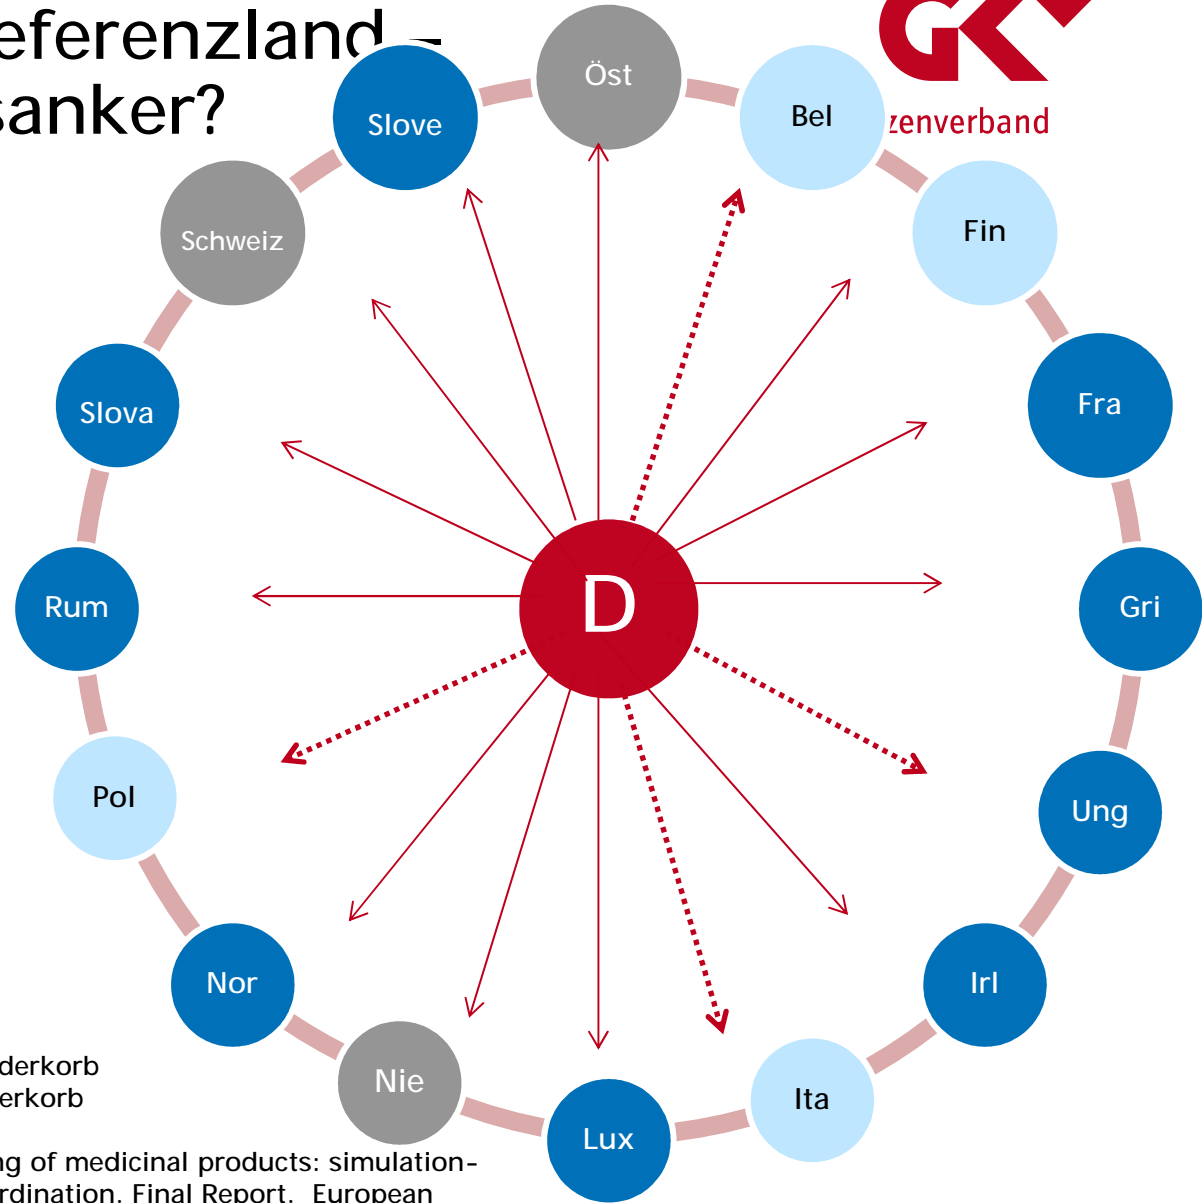 eferenzland –
sanker?
GK
zenverband
Öst
Bel
Fin
Fra
Gri
Ung
Irl
Ita
Lux
Nie
Nor
Pol
Rum
Slova
Schweiz
Slove
D
derkorb
erkorb
ng of medicinal products: simulation-
rdination. Final Report. European